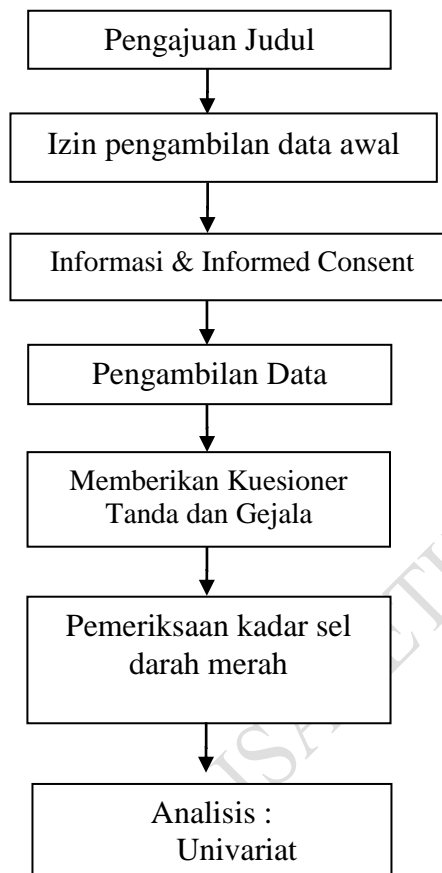 Pengajuan Judul
Izin pengambilan data awal
Informasi & Informed Consent
Pengambilan Data
Memberikan Kuesioner
Tanda dan Gejala
Pemeriksaan kadar sel
darah merah
Analisis :
Univariat